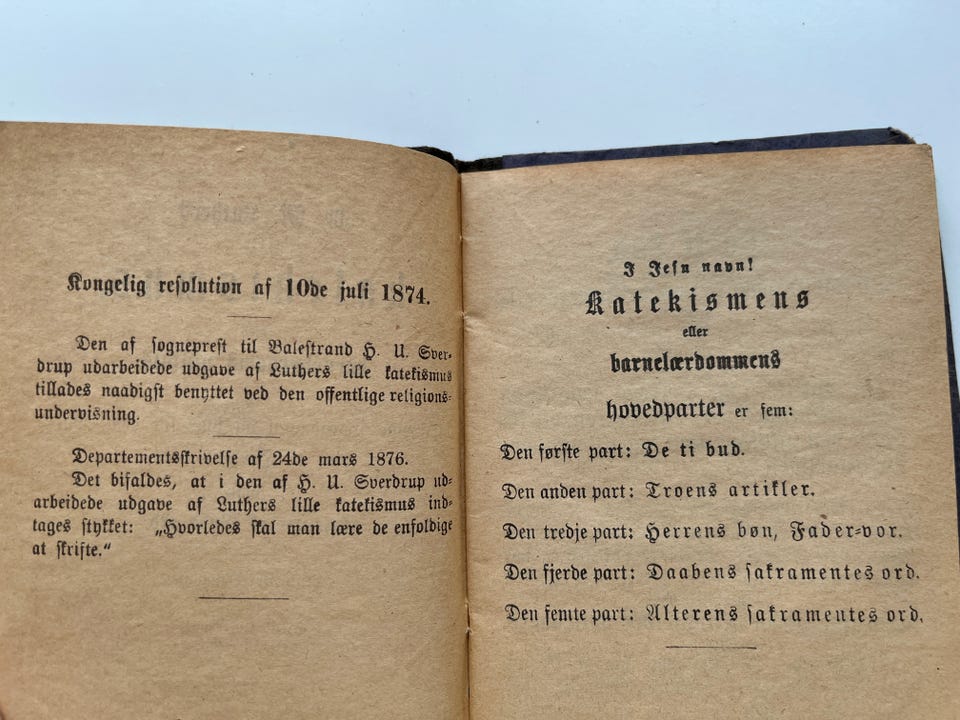 Kongelig resolution af 10de juli 1874.
Den af sogneprest til Balestrand H. U. Sver-
drup udarbeidede udgave af Luthers lille katekismus
tillades naadigst benyttet ved den offentlige religions-
undervisning.
Departementsskrivelse af 24de mars 1876.
Det bifaldes, at i den af H. U. Sverdrup ud-
arbeidede udgave af Luthers lille katekismus ind-
tages stykket: „Hvorledes skal man lære de enfoldige
at skrifte.“
I Jesu navn!
Katekismens
eller
barnelærdommens
hovedparter er fem:
Den første part: De ti bud.
Den anden part: Troens artikler.
Den tredje part: Herrens bøn, Fader-vor.
Den fjerde part: Daabens sakramentes ord.
Den femte part: Alterens sakramentes ord.